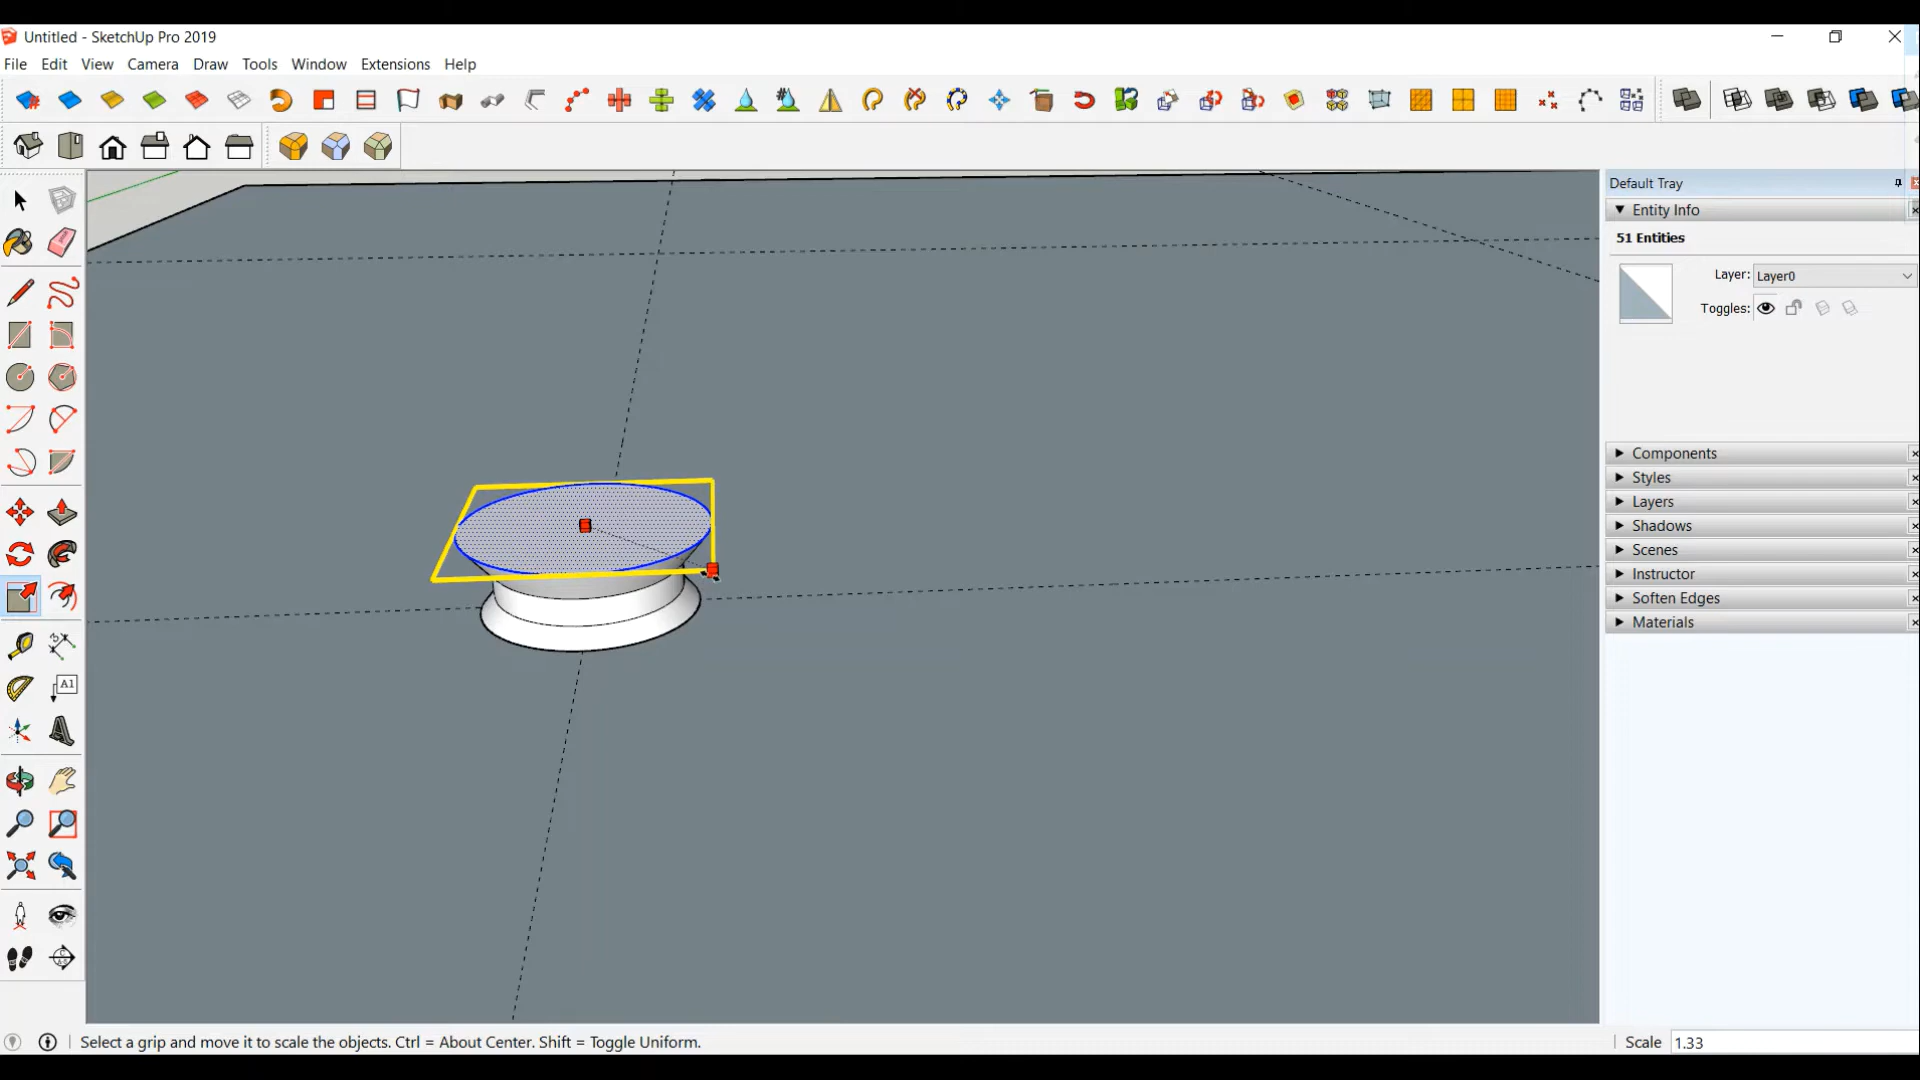 Untitled - SketchUp Pro 2019
File Edit View Camera Draw Tools Window Extensions Help
Default Tray
Entity Info
51 Entities
Layer: Layer0
Toggles:
A1
Components
Styles
Layers
Shadows
Scenes
Instructor
Soften Edges
Materials
Select a grip and move it to scale the objects. Ctrl = About Center. Shift = Toggle Uniform.
Scale 1.33